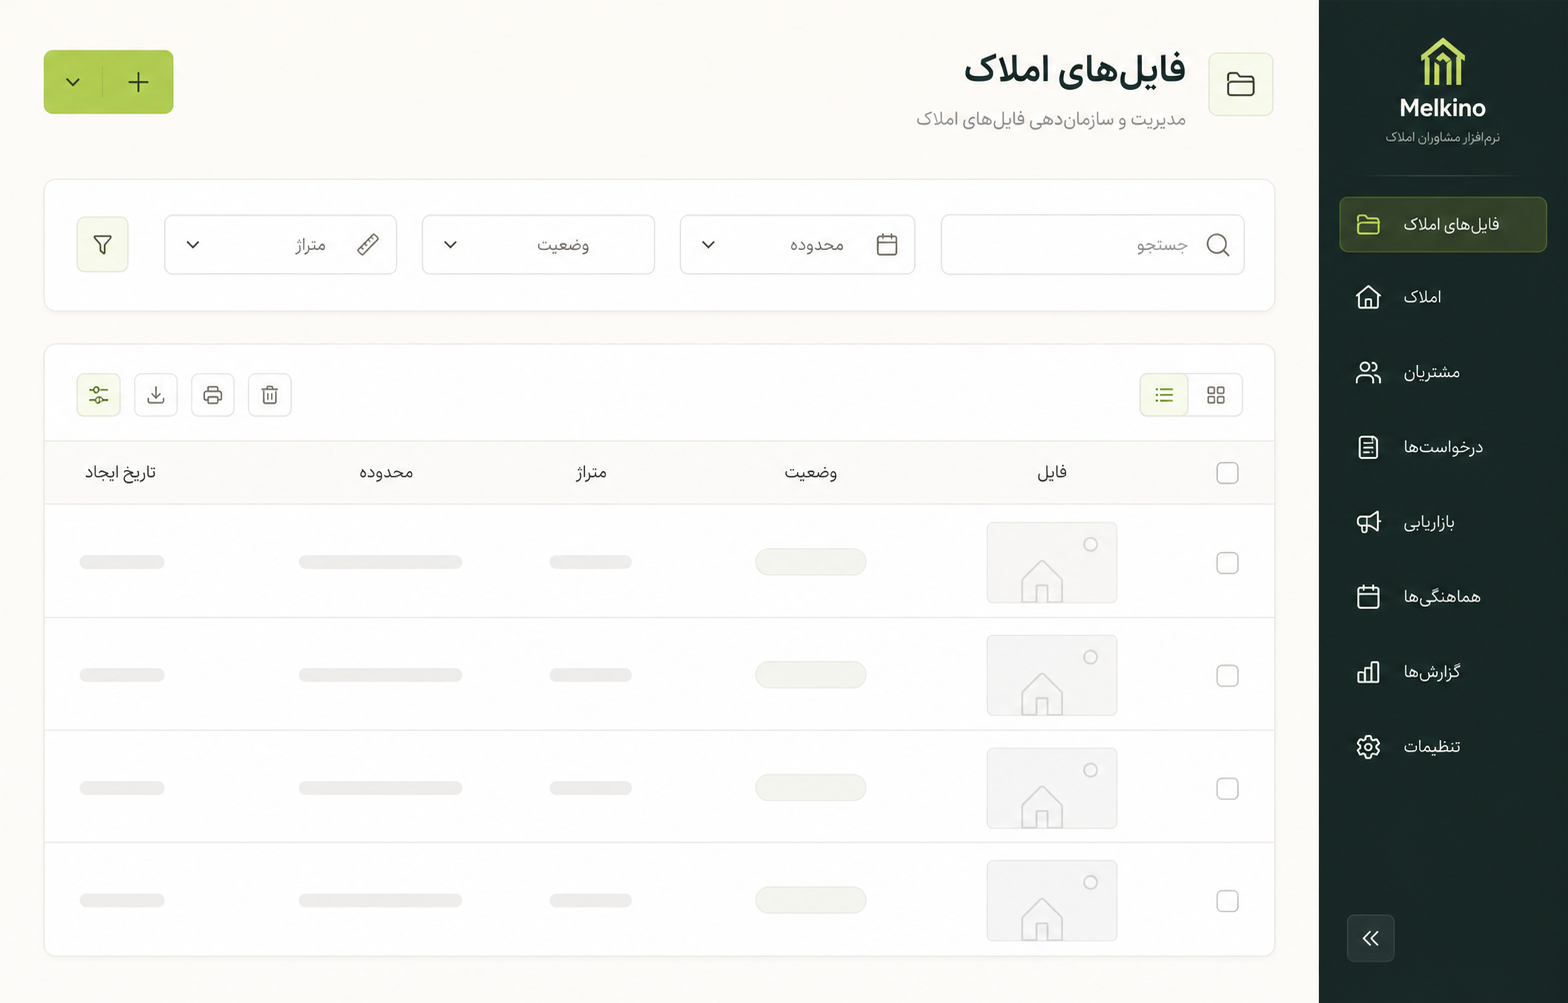 Melkino
نرم‌افزار مشاوران املاک
فایل‌های املاک
املاک
مشتریان
درخواست‌ها
بازاریابی
هماهنگی‌ها
گزارش‌ها
تنظیمات
فایل‌های املاک
مدیریت و سازمان‌دهی فایل‌های املاک
جستجو
محدوده
وضعیت
متراژ
فایل
وضعیت
متراژ
محدوده
تاریخ ایجاد